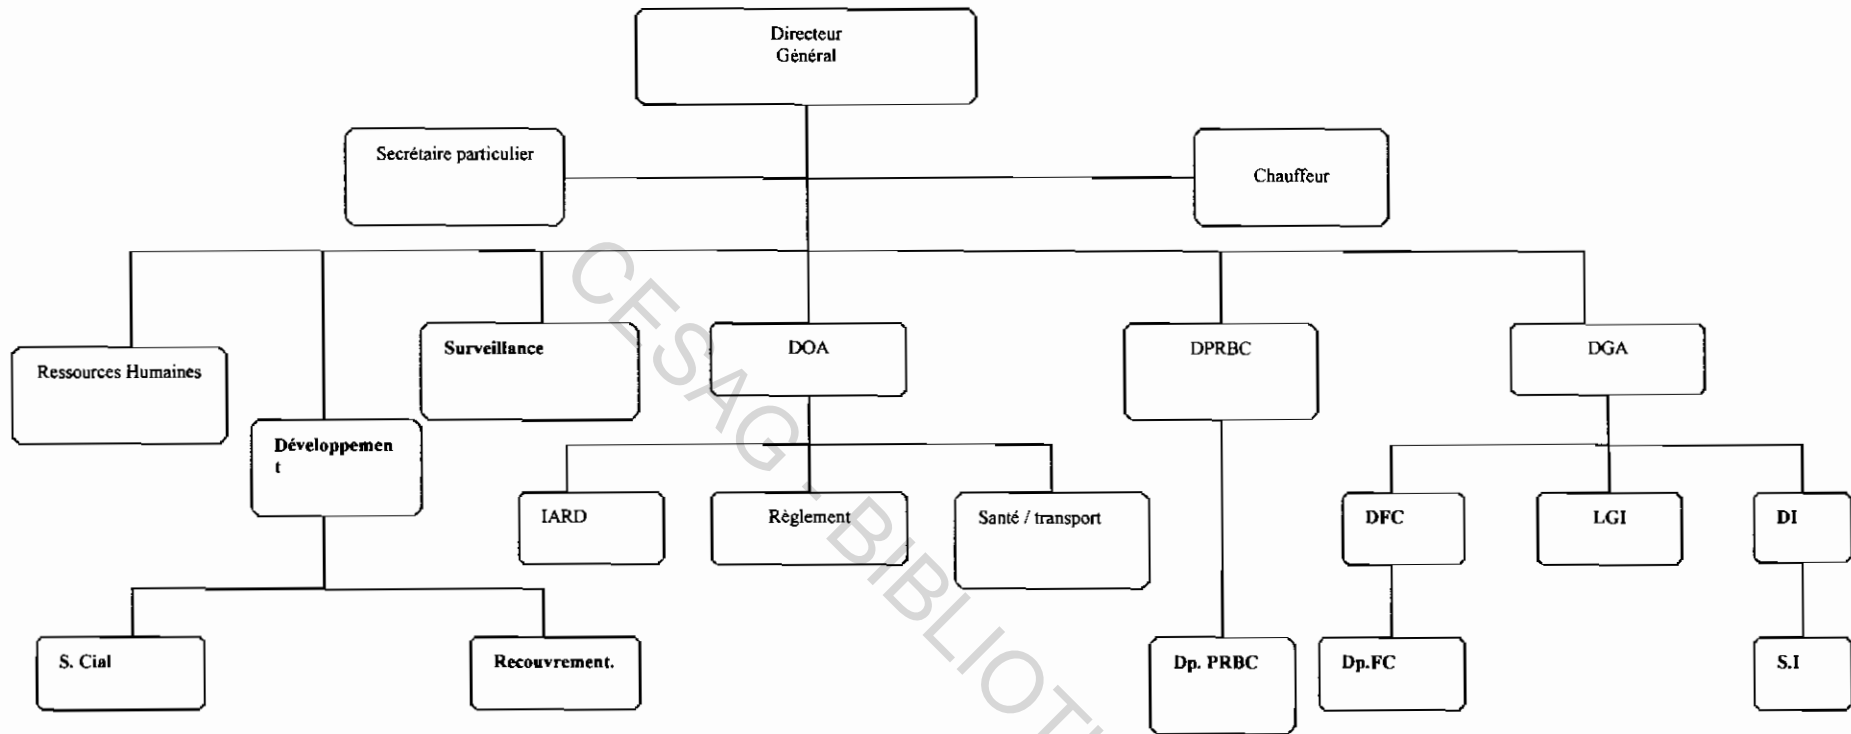 Directeur
Général
Secrétaire particulier
Chauffeur
Ressources Humaines
Surveillance
DOA
DPRBC
DGA
Développemen
t
IARD
Règlement
Santé / transport
DFC
LGI
DI
S. Cial
Recouvrement.
Dp. PRBC
Dp.FC
S.I
CESAG - BIBLIOT